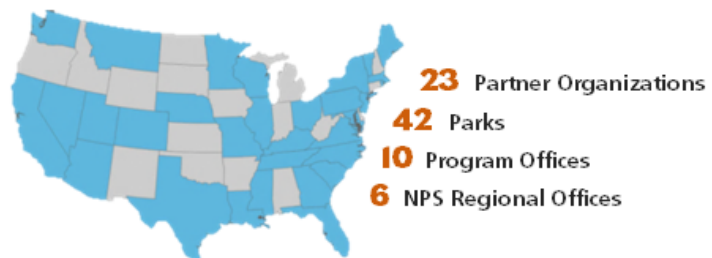 23 Partner Organizations
42 Parks
10 Program Offices
6 NPS Regional Offices